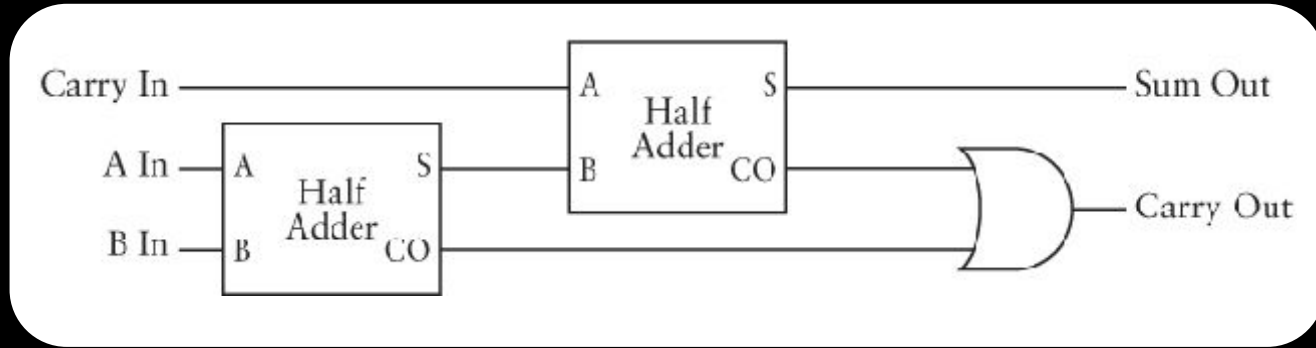 Carry In
A
Half
Adder
S
B
CO
Sum Out
A In
A
Half
Adder
S
B In
B
CO
Carry Out